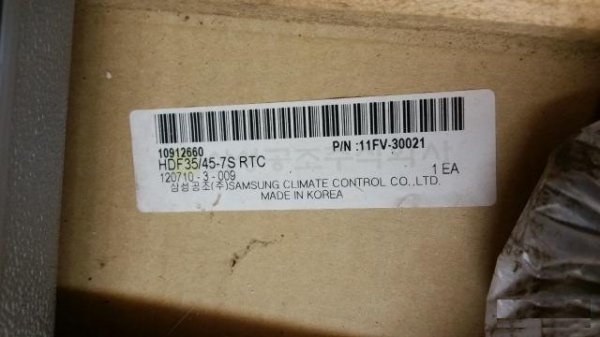 10912660 P/N :11FV-30021
HDF35/45-7S RTC
120710 - 3 - 009 1 EA
삼성공조(주)SAMSUNG CLIMATE CONTROL CO.,LTD.
MADE IN KOREA